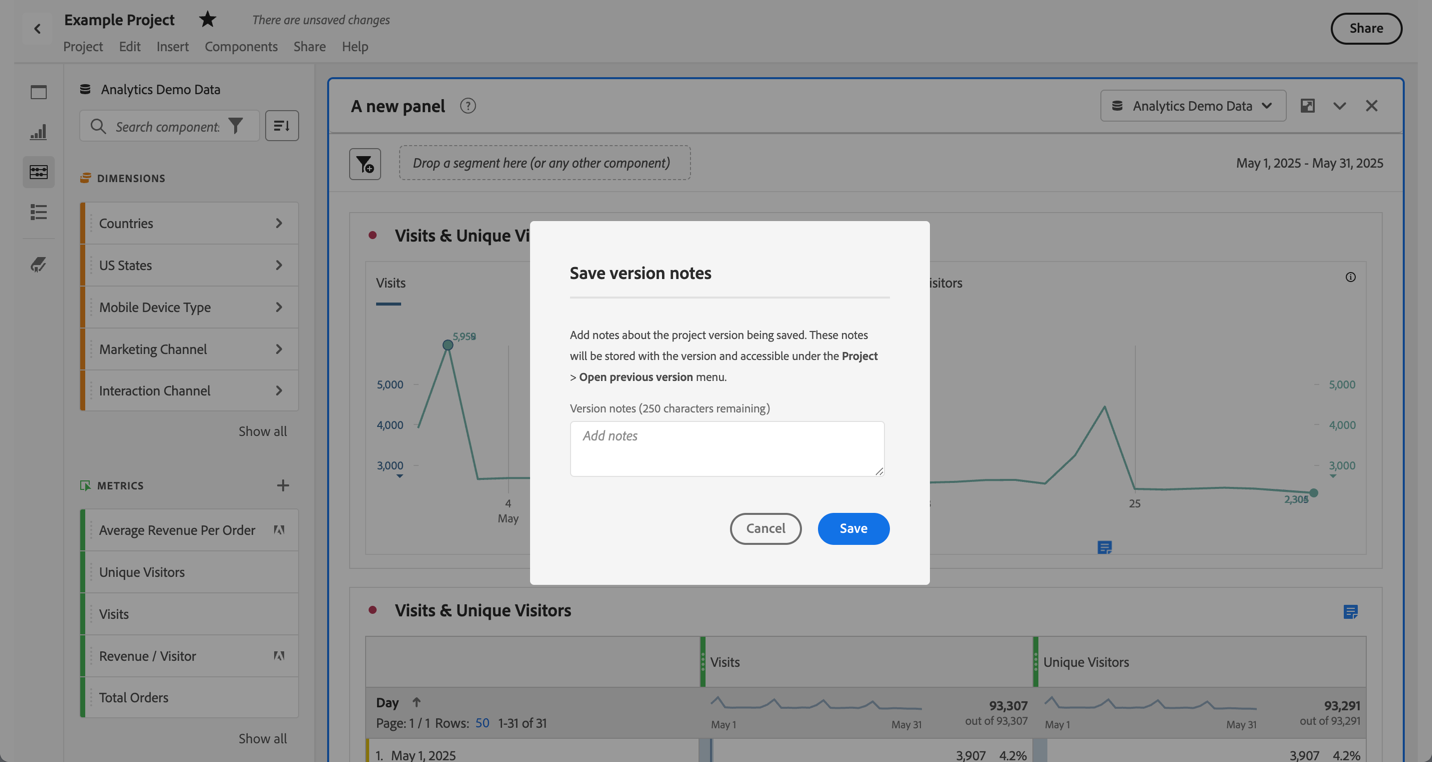 Example Project
There are unsaved changes
Project Edit Insert Components Share Help
Share
Analytics Demo Data
Search component
DIMENSIONS
Countries
US States
Mobile Device Type
Marketing Channel
Interaction Channel
Show all
METRICS
Average Revenue Per Order
Unique Visitors
Visits
Revenue / Visitor
Total Orders
Show all
A new panel
Analytics Demo Data
Drop a segment here (or any other component)
May 1, 2025 - May 31, 2025
Visits & Unique Vi
Visits
isitors
5,000
4,000
3,000
4
May
25
5,000
4,000
3,000
Save version notes
Add notes about the project version being saved. These notes
will be stored with the version and accessible under the Project
> Open previous version menu.
Version notes (250 characters remaining)
Add notes
Cancel Save
Visits & Unique Visitors
Visits Unique Visitors
Day
Page: 1 / 1 Rows: 50 1-31 of 31
May 1 May 31
93,307
out of 93,307
May 1 May 31
93,291
out of 93,291
1. May 1, 2025 3,907 4.2% 3,907 4.2%